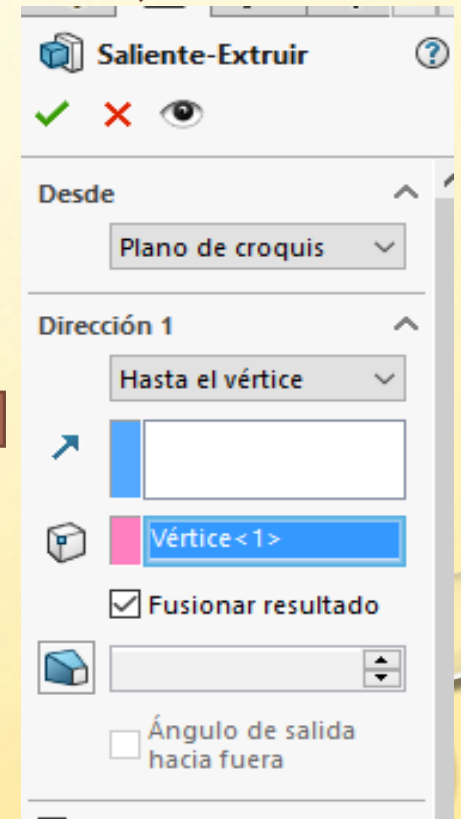 Saliente-Extruir
Desde
Plano de croquis
Dirección 1
Hasta el vértice
Vértice<1>
Fusionar resultado
Ángulo de salida
hacia fuera